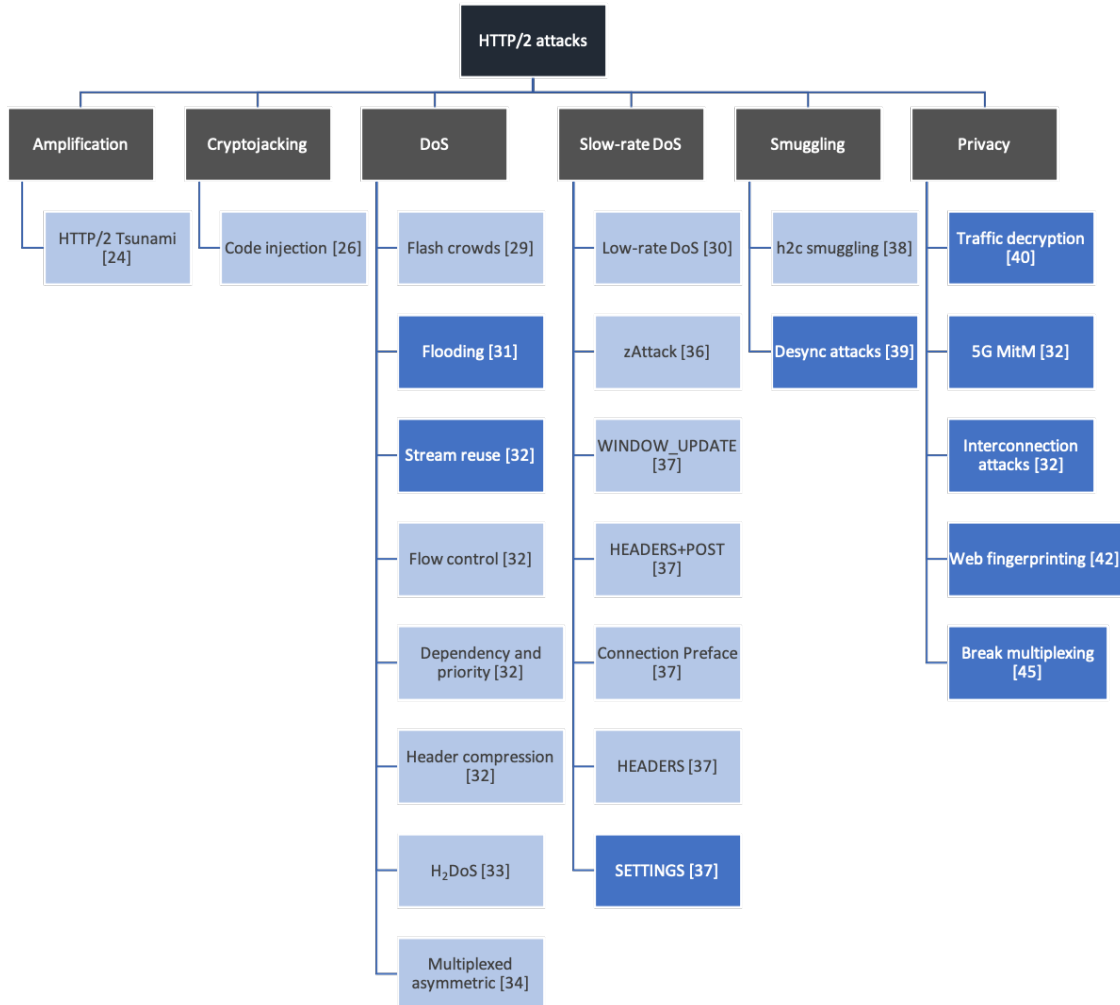 HTTP/2 attacks
Amplification
Cryptojacking
DoS
Slow-rate DoS
Smuggling
Privacy
HTTP/2 Tsunami
[24]
Code injection [26]
Flash crowds [29]
Flooding [31]
Stream reuse [32]
Flow control [32]
Dependency and
priority [32]
Header compression
[32]
H₂DoS [33]
Multiplexed
asymmetric [34]
Low-rate DoS [30]
zAttack [36]
WINDOW_UPDATE
[37]
HEADERS+POST
[37]
Connection Preface
[37]
HEADERS [37]
SETTINGS [37]
h2c smuggling [38]
Desync attacks [39]
Traffic decryption
[40]
5G MitM [32]
Interconnection
attacks [32]
Web fingerprinting [42]
Break multiplexing
[45]